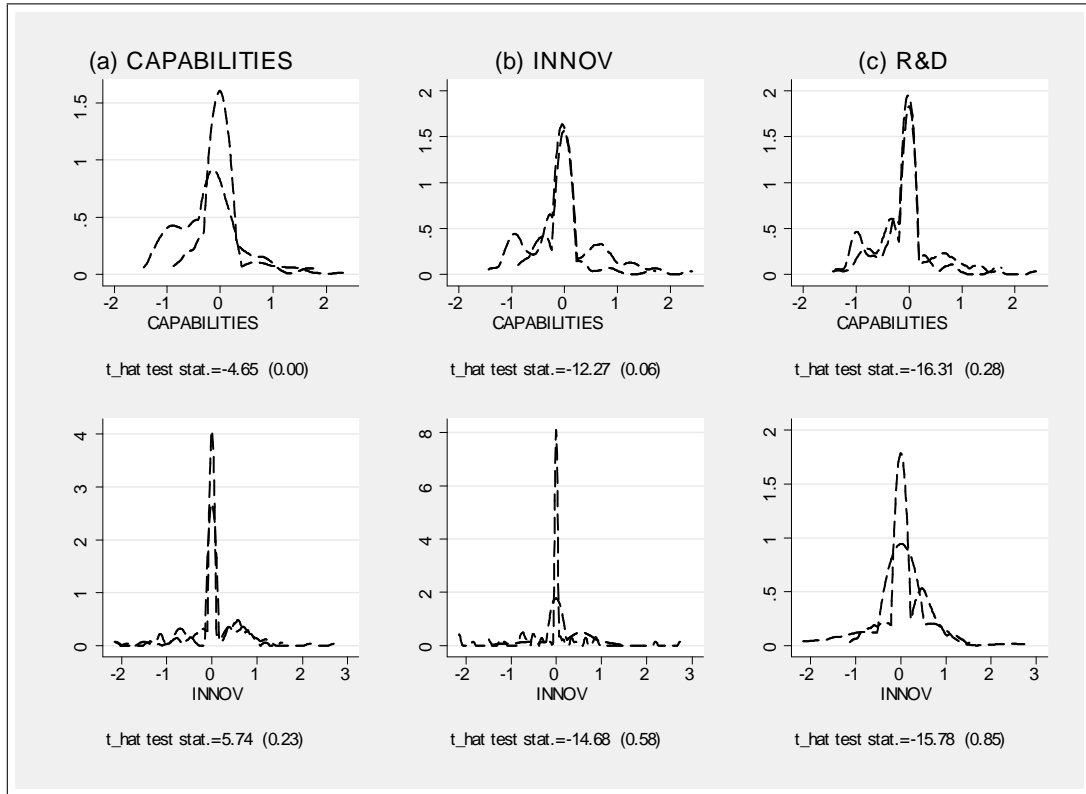 (a) CAPABILITIES
(b) INNOV
(c) R&D
0 .5 1 1.5
-2 -1 0 1 2
CAPABILITIES
t_hat test stat.=-4.65 (0.00)
0 .5 1 1.5 2
-2 -1 0 1 2
CAPABILITIES
t_hat test stat.=-12.27 (0.06)
0 .5 1 1.5 2
-2 -1 0 1 2
CAPABILITIES
t_hat test stat.=-16.31 (0.28)
0 1 2 3 4
-2 -1 0 1 2 3
INNOV
t_hat test stat.=5.74 (0.23)
0 2 4 6 8
-2 -1 0 1 2 3
INNOV
t_hat test stat.=-14.68 (0.58)
0 .5 1 1.5 2
-2 -1 0 1 2 3
INNOV
t_hat test stat.=-15.78 (0.85)